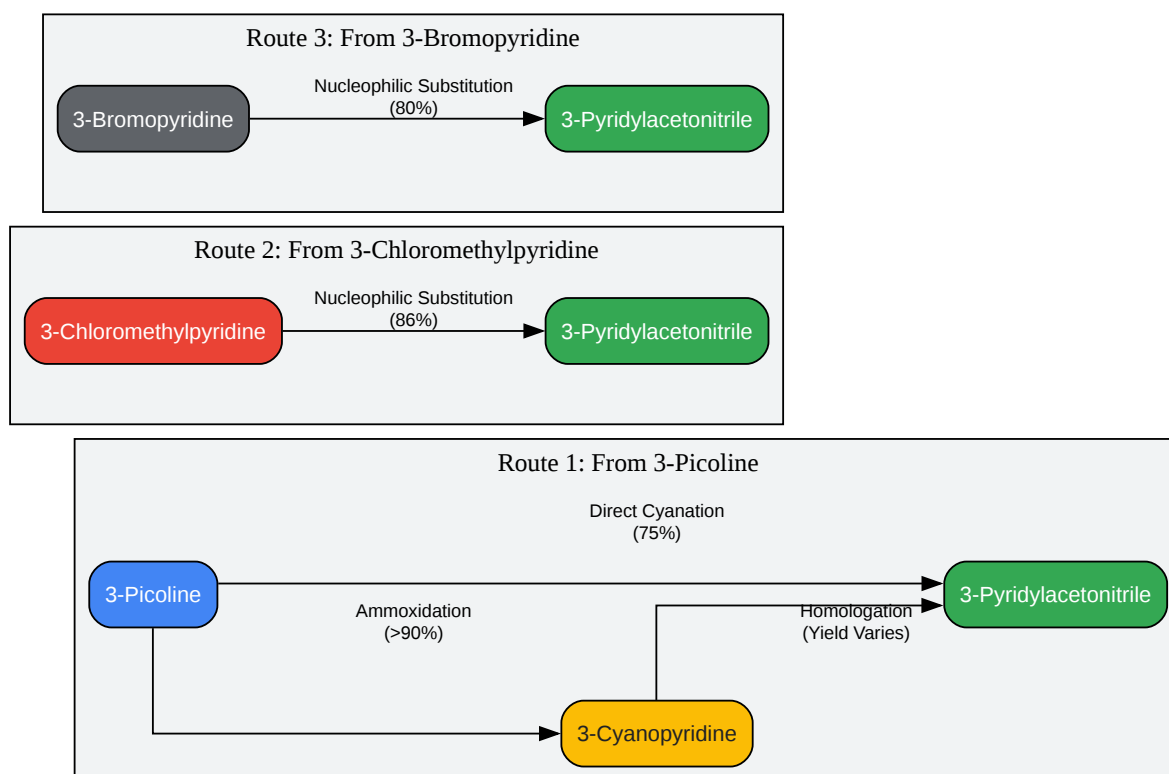 Route 3: From 3-Bromopyridine
Nucleophilic Substitution
(80%)
3-Bromopyridine
3-Pyridylacetonitrile
Route 2: From 3-Chloromethylpyridine
Nucleophilic Substitution
(86%)
3-Chloromethylpyridine
3-Pyridylacetonitrile
Route 1: From 3-Picoline
Direct Cyanation
(75%)
3-Picoline
3-Pyridylacetonitrile
Ammoxidation
(>90%)
Homologation
(Yield Varies)
3-Cyanopyridine